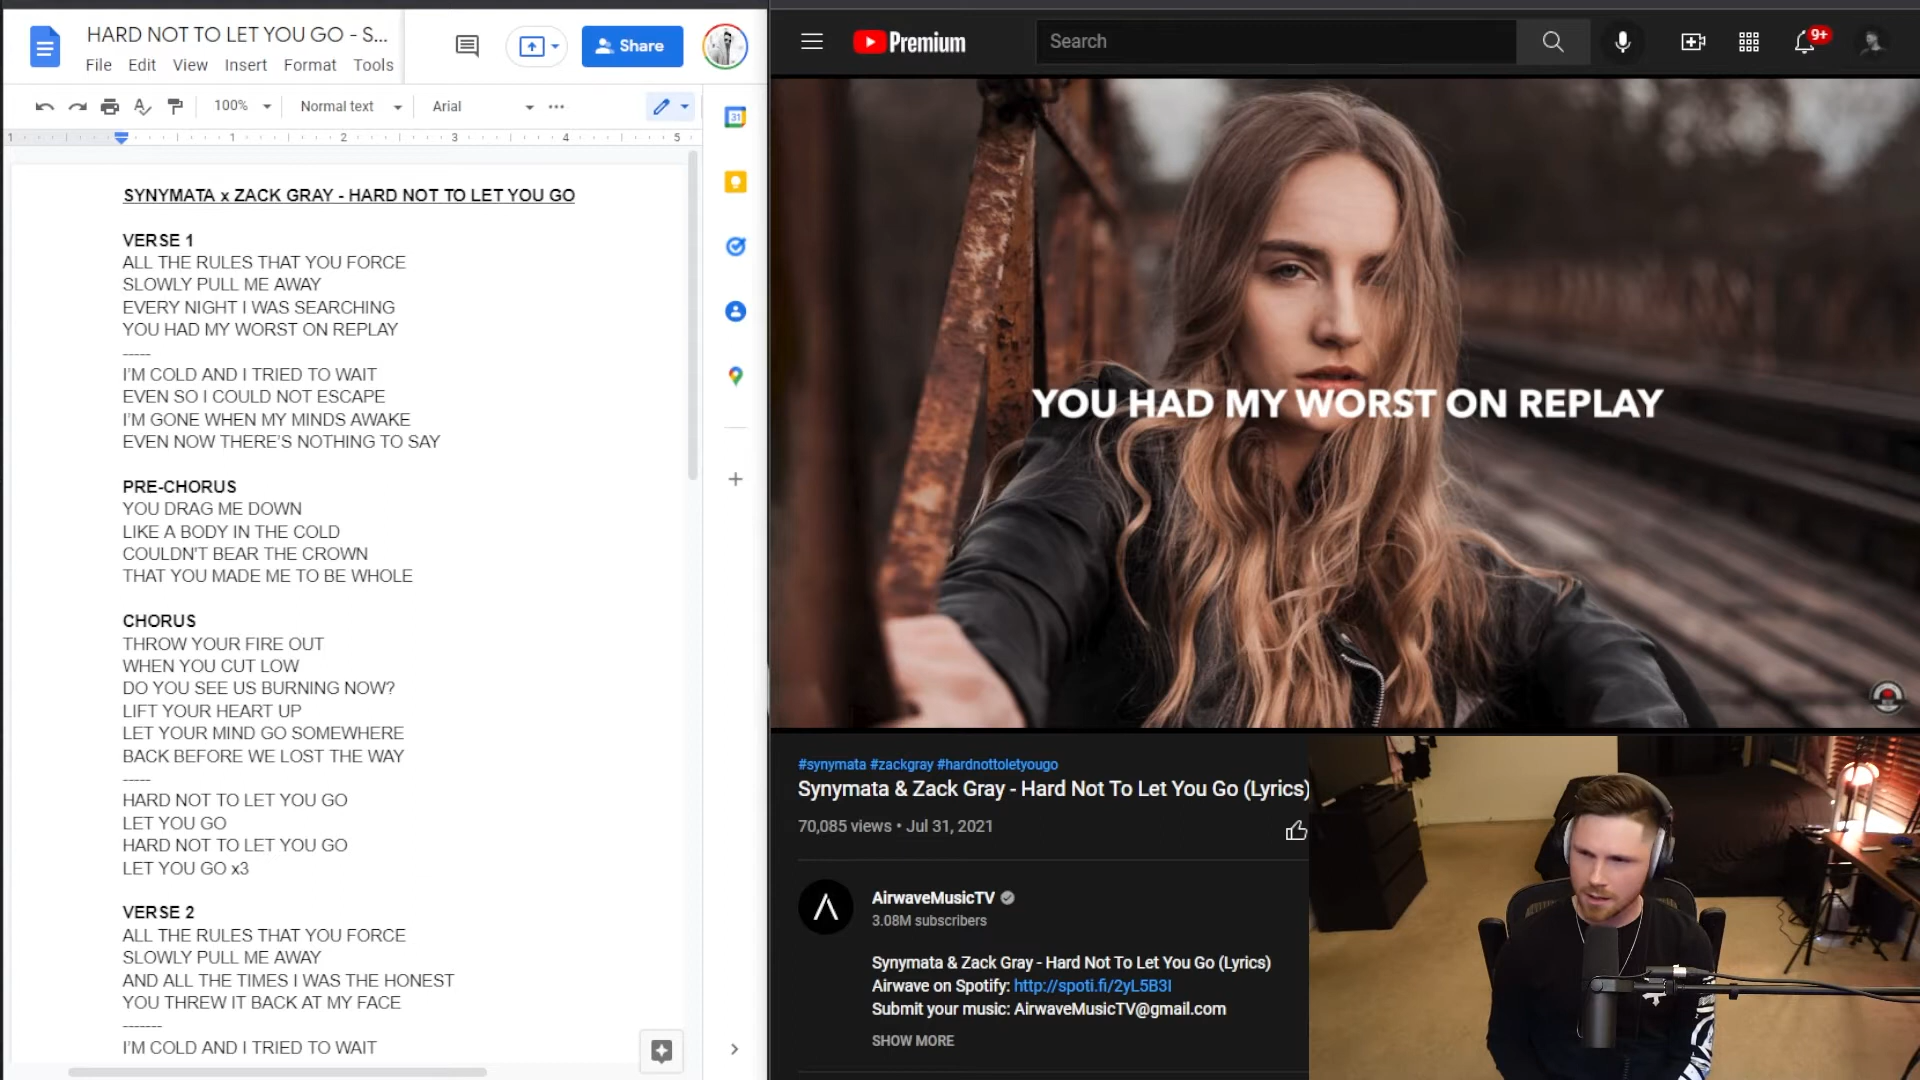 HARD NOT TO LET YOU GO - S...
File Edit View Insert Format Tools
Share
100% Normal text Arial
1 1 2 3 4 5
31
SYNYMATA x ZACK GRAY - HARD NOT TO LET YOU GO
VERSE 1
ALL THE RULES THAT YOU FORCE
SLOWLY PULL ME AWAY
EVERY NIGHT I WAS SEARCHING
YOU HAD MY WORST ON REPLAY
-----
I'M COLD AND I TRIED TO WAIT
EVEN SO I COULD NOT ESCAPE
I'M GONE WHEN MY MINDS AWAKE
EVEN NOW THERE'S NOTHING TO SAY
PRE-CHORUS
YOU DRAG ME DOWN
LIKE A BODY IN THE COLD
COULDN'T BEAR THE CROWN
THAT YOU MADE ME TO BE WHOLE
CHORUS
THROW YOUR FIRE OUT
WHEN YOU CUT LOW
DO YOU SEE US BURNING NOW?
LIFT YOUR HEART UP
LET YOUR MIND GO SOMEWHERE
BACK BEFORE WE LOST THE WAY
-----
HARD NOT TO LET YOU GO
LET YOU GO
HARD NOT TO LET YOU GO
LET YOU GO x3
VERSE 2
ALL THE RULES THAT YOU FORCE
SLOWLY PULL ME AWAY
AND ALL THE TIMES I WAS THE HONEST
YOU THREW IT BACK AT MY FACE
-------
I'M COLD AND I TRIED TO WAIT
Premium
Search
9+
YOU HAD MY WORST ON REPLAY
#synymata #zackgray #hardnottoletyougo
Synymata & Zack Gray - Hard Not To Let You Go (Lyrics)
70,085 views • Jul 31, 2021
AirwaveMusicTV
3.08M subscribers
Synymata & Zack Gray - Hard Not To Let You Go (Lyrics)
Airwave on Spotify: http://spoti.fi/2yL5B3I
Submit your music: AirwaveMusicTV@gmail.com
SHOW MORE